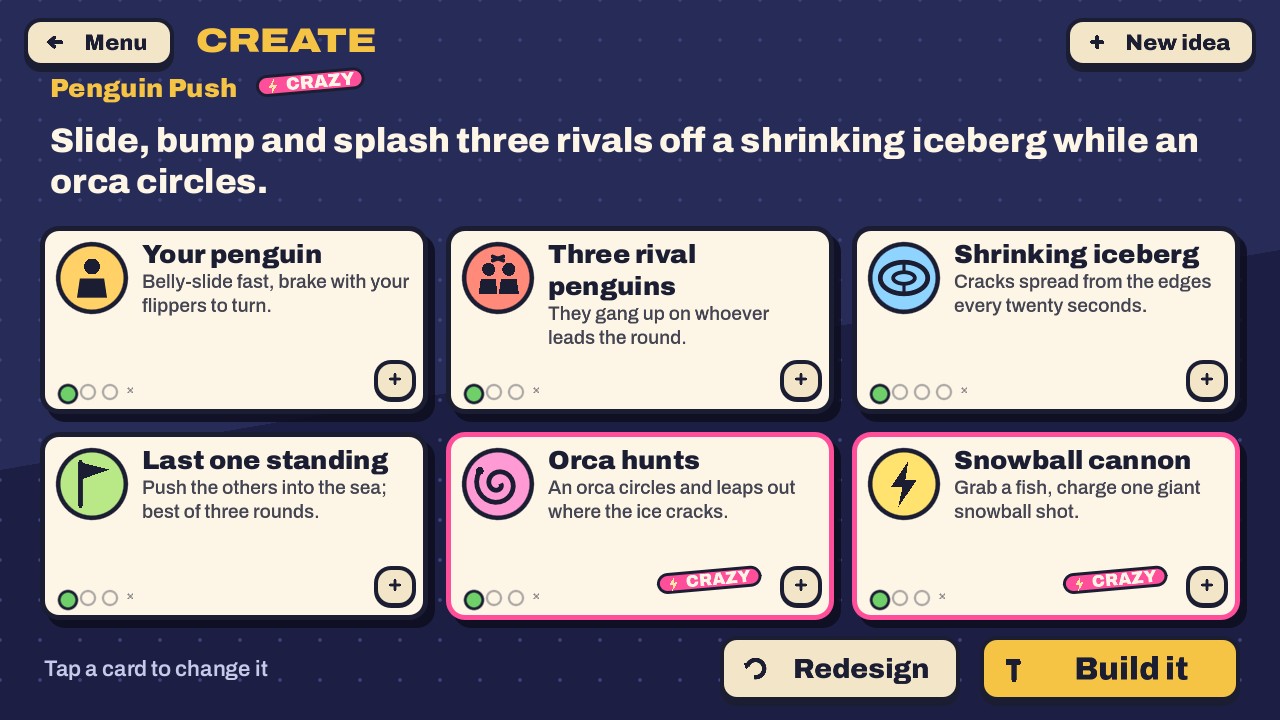 Menu
CREATE
New idea
Penguin Push
CRAZY
Slide, bump and splash three rivals off a shrinking iceberg while an
orca circles.
Your penguin
Belly-slide fast, brake with your
flippers to turn.
Three rival
penguins
They gang up on whoever
leads the round.
Shrinking iceberg
Cracks spread from the edges
every twenty seconds.
Last one standing
Push the others into the sea;
best of three rounds.
Orca hunts
An orca circles and leaps out
where the ice cracks.
CRAZY
Snowball cannon
Grab a fish, charge one giant
snowball shot.
CRAZY
Tap a card to change it
Redesign
Build it